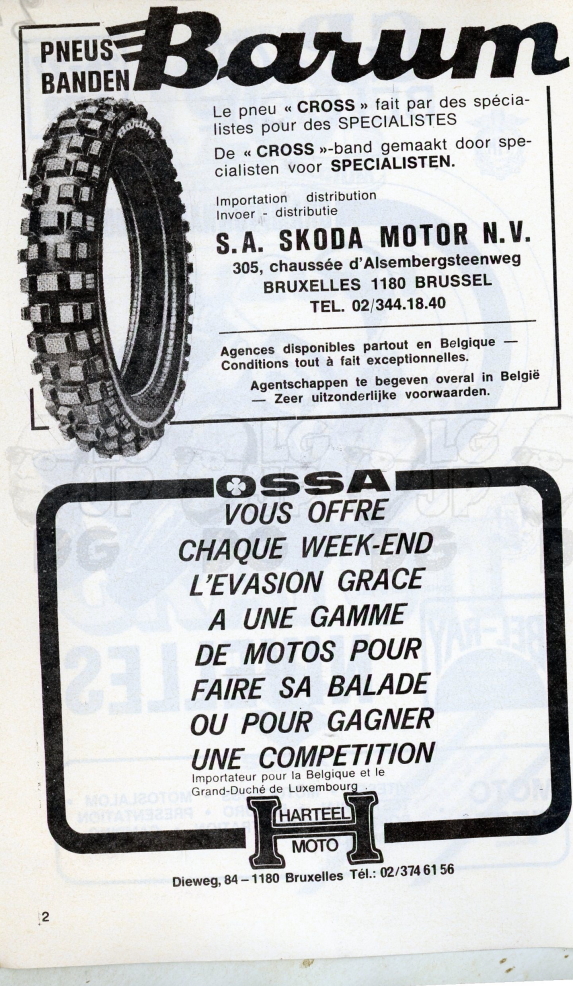 PNEUS
BANDEN
Barum
Barum
Le pneu « CROSS » fait par des spécia-
listes pour des SPECIALISTES
De « CROSS »-band gemaakt door spe-
cialisten voor SPECIALISTEN.
Importation distribution
Invoer - distributie
S.A. SKODA MOTOR N.V.
305, chaussée d'Alsembergsteenweg
BRUXELLES 1180 BRUSSEL
TEL. 02/344.18.40
Agences disponibles partout en Belgique —
Conditions tout à fait exceptionnelles.
Agentschappen te begeven overal in België
— Zeer uitzonderlijke voorwaarden.
OSSA
VOUS OFFRE
CHAQUE WEEK-END
L'EVASION GRACE
A UNE GAMME
DE MOTOS POUR
FAIRE SA BALADE
OU POUR GAGNER
UNE COMPETITION
Importateur pour la Belgique et le
Grand-Duché de Luxembourg
HARTEEL
MOTO
Dieweg, 84 – 1180 Bruxelles Tél.: 02/374 61 56
2